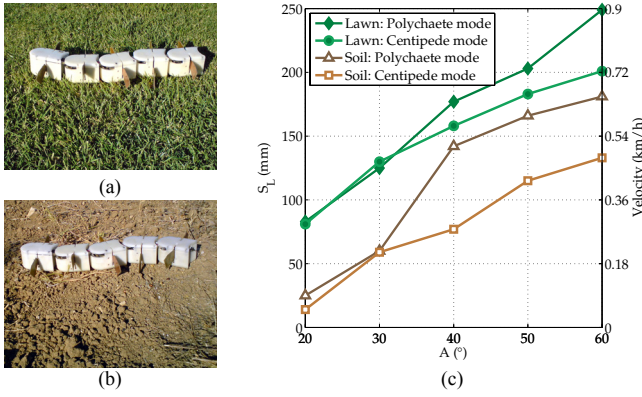 (a)
(b)
250
200
150
100
50
0
S_L (mm)
Lawn: Polychaete mode
Lawn: Centipede mode
Soil: Polychaete mode
Soil: Centipede mode
0.9
0.72
0.54
0.36
0.18
0
Velocity (km/h)
20 30 40 50 60
A (°)
(c)